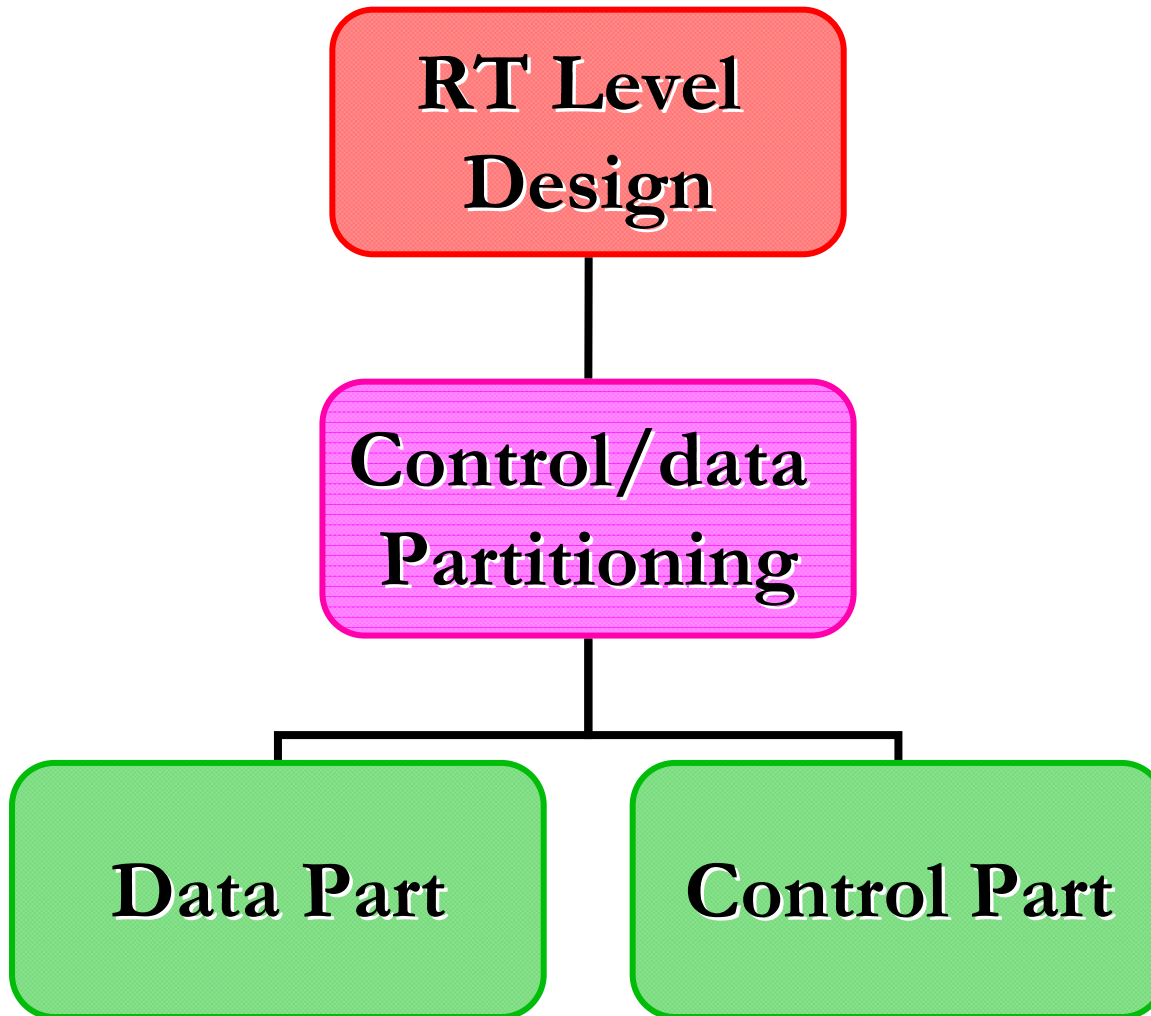 RT Level
Design
Control/data
Partitioning
Data Part
Control Part